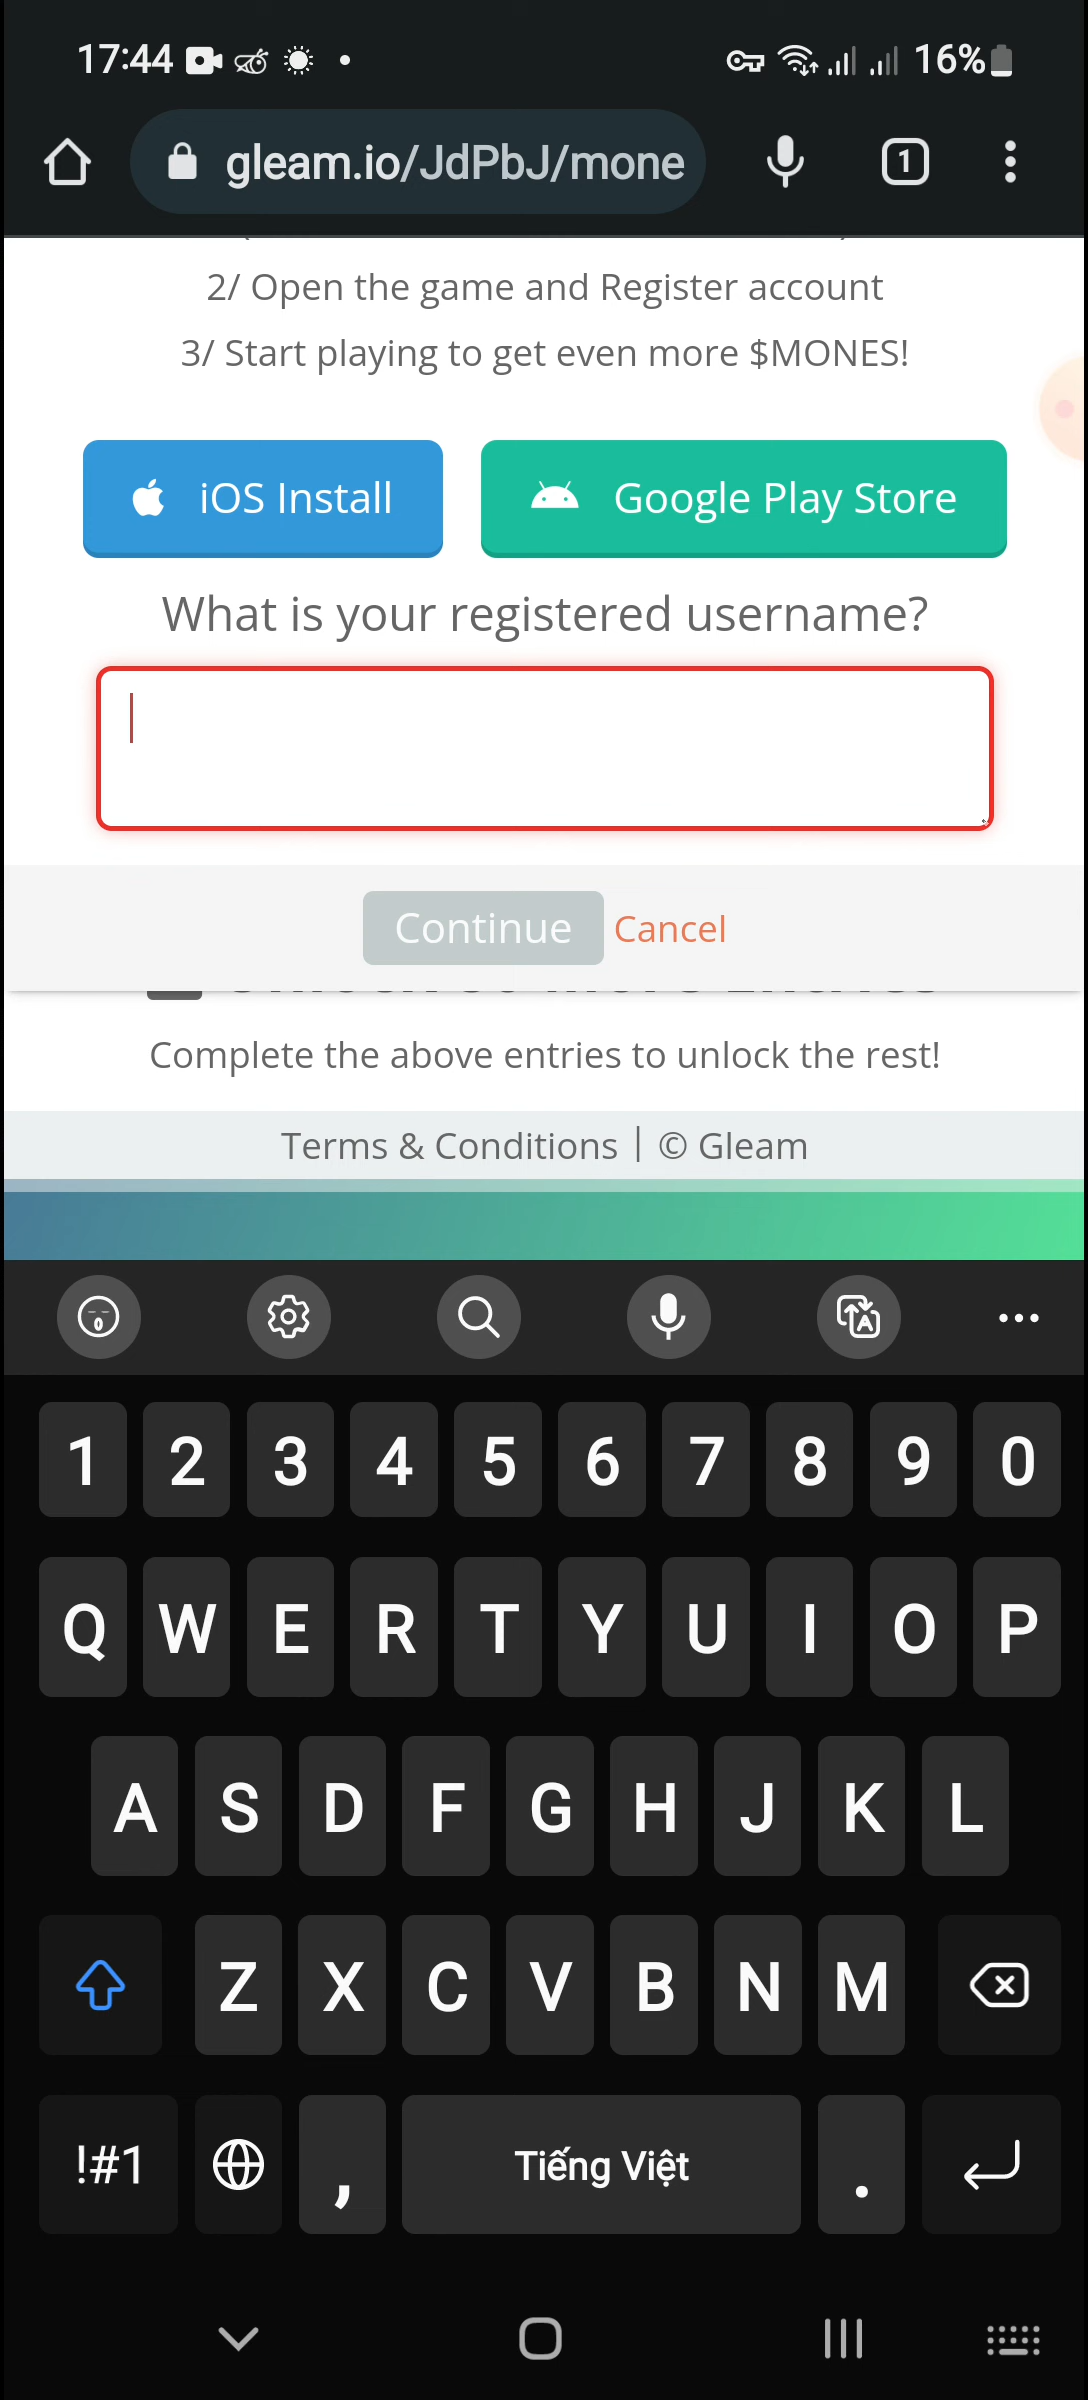 17:44
16%
gleam.io/JdPbJ/mone
1
2/ Open the game and Register account
3/ Start playing to get even more $MONES!
iOS Install
Google Play Store
What is your registered username?
Continue Cancel
Complete the above entries to unlock the rest!
Terms & Conditions | © Gleam
1 2 3 4 5 6 7 8 9 0
Q W E R T Y U I O P
A S D F G H J K L
Z X C V B N M
!#1 , Tiếng Việt .